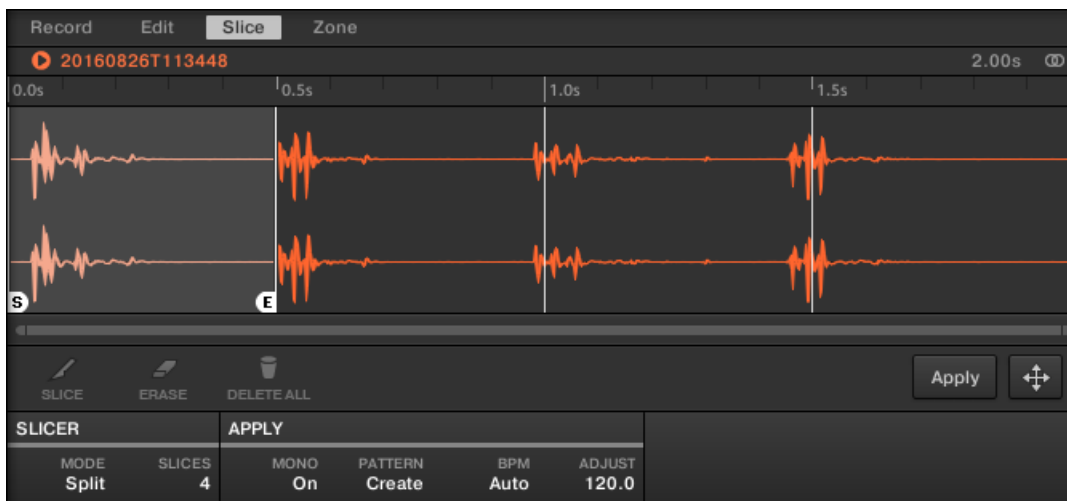 Record Edit Slice Zone
20160826T113448 2.00s
0.0s 0.5s 1.0s 1.5s
S E
SLICE ERASE DELETE ALL Apply
SLICER APPLY
MODE SLICES MONO PATTERN BPM ADJUST
Split 4 On Create Auto 120.0